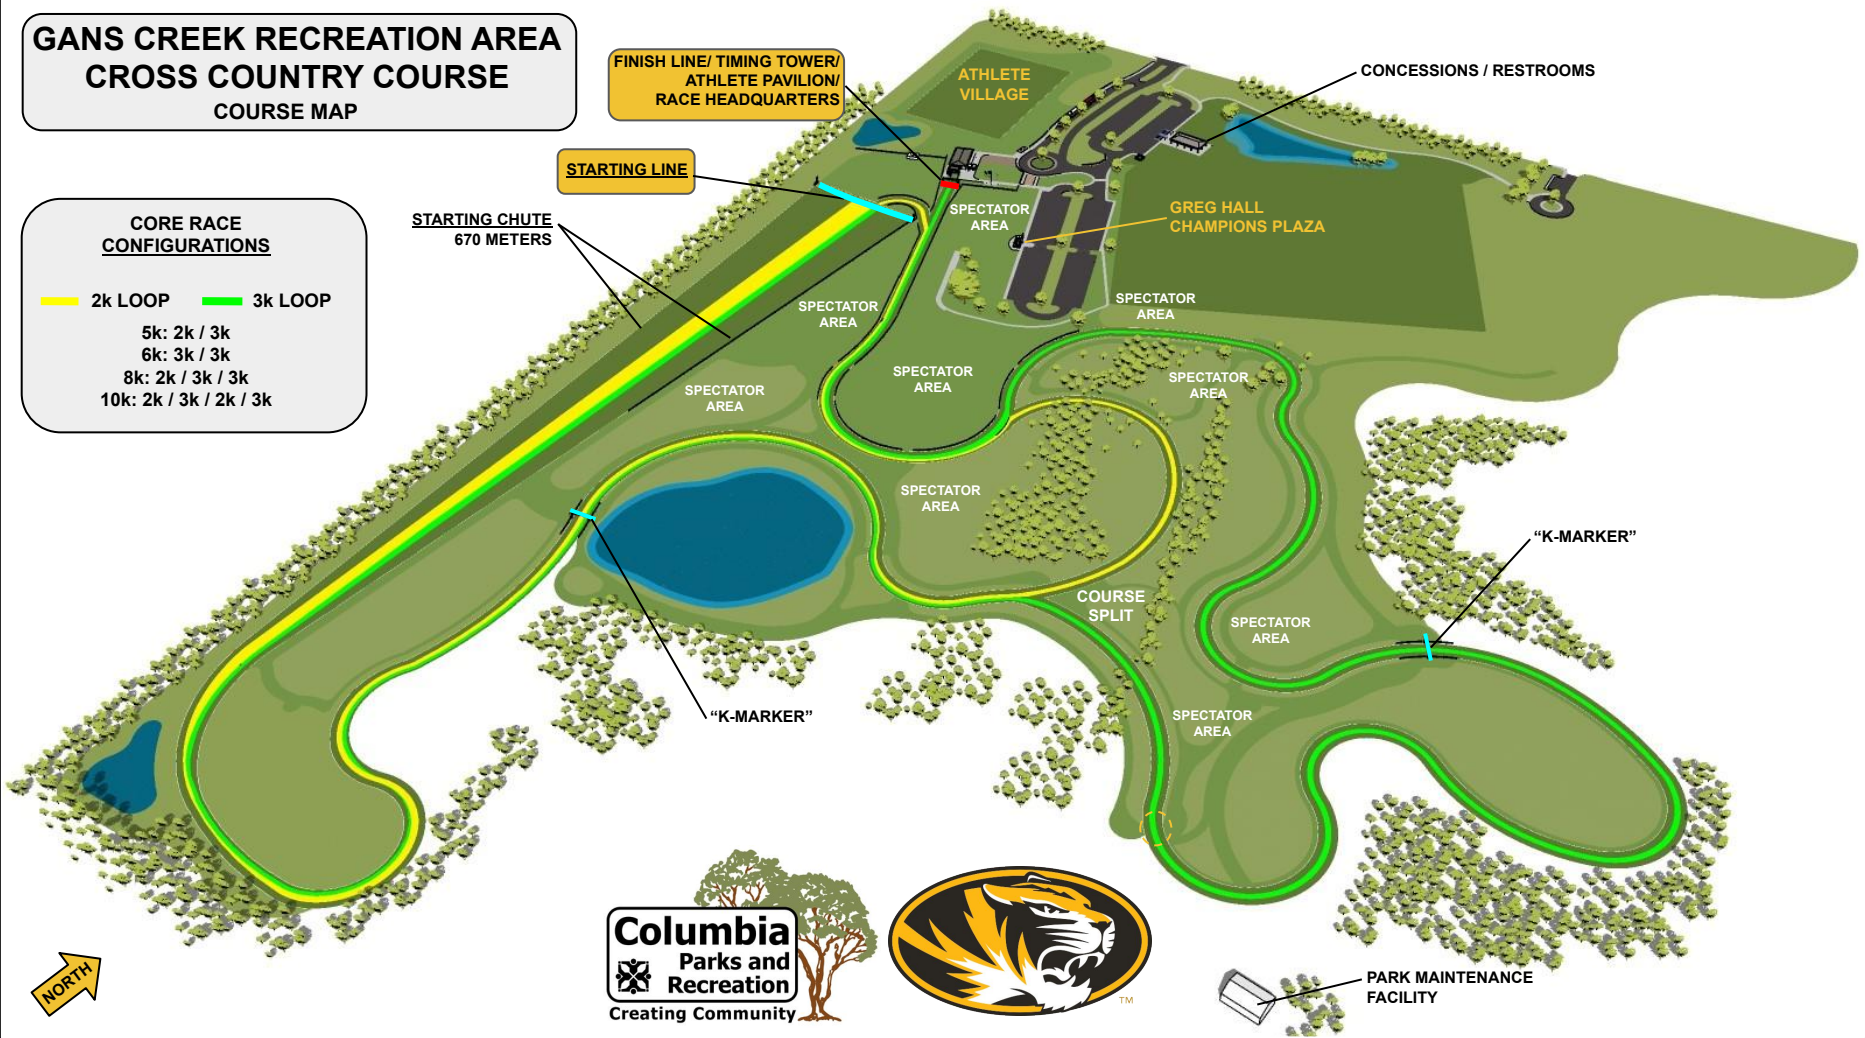 GANS CREEK RECREATION AREA
CROSS COUNTRY COURSE
COURSE MAP
FINISH LINE/ TIMING TOWER/
ATHLETE PAVILION/
RACE HEADQUARTERS
ATHLETE
VILLAGE
CONCESSIONS / RESTROOMS
STARTING LINE
STARTING CHUTE
670 METERS
CORE RACE
CONFIGURATIONS
2k LOOP
3k LOOP
5k: 2k / 3k
6k: 3k / 3k
8k: 2k / 3k / 3k
10k: 2k / 3k / 2k / 3k
SPECTATOR
AREA
GREG HALL
CHAMPIONS PLAZA
SPECTATOR
AREA
SPECTATOR
AREA
SPECTATOR
AREA
SPECTATOR
AREA
SPECTATOR
AREA
SPECTATOR
AREA
"K-MARKER"
COURSE
SPLIT
SPECTATOR
AREA
SPECTATOR
AREA
"K-MARKER"
NORTH
Columbia
Parks and
Recreation
Creating Community
TM
PARK MAINTENANCE
FACILITY